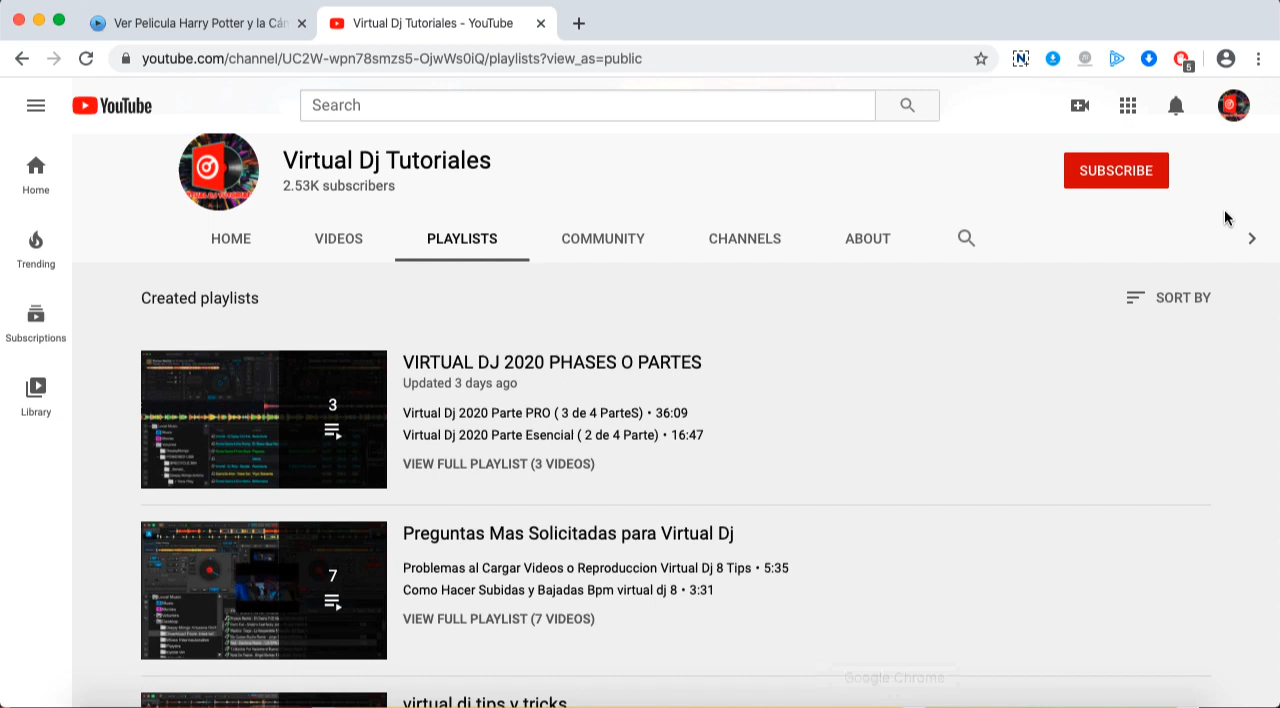 Ver Pelicula Harry Potter y la Cán
Virtual Dj Tutoriales - YouTube
youtube.com/channel/UC2W-wpn78smzs5-OjwWs0iQ/playlists?view_as=public
5
YouTube
Search
Home
Trending
Subscriptions
Library
Virtual Dj Tutoriales
2.53K subscribers
SUBSCRIBE
HOME
VIDEOS
PLAYLISTS
COMMUNITY
CHANNELS
ABOUT
Created playlists
SORT BY
3
VIRTUAL DJ 2020 PHASES O PARTES
Updated 3 days ago
Virtual Dj 2020 Parte PRO ( 3 de 4 ParteS) • 36:09
Virtual Dj 2020 Parte Esencial ( 2 de 4 Parte) • 16:47
VIEW FULL PLAYLIST (3 VIDEOS)
7
Preguntas Mas Solicitadas para Virtual Dj
Problemas al Cargar Videos o Reproduccion Virtual Dj 8 Tips • 5:35
Como Hacer Subidas y Bajadas Bpm virtual dj 8 • 3:31
VIEW FULL PLAYLIST (7 VIDEOS)
Google Chrome
virtual dj tips y tricks